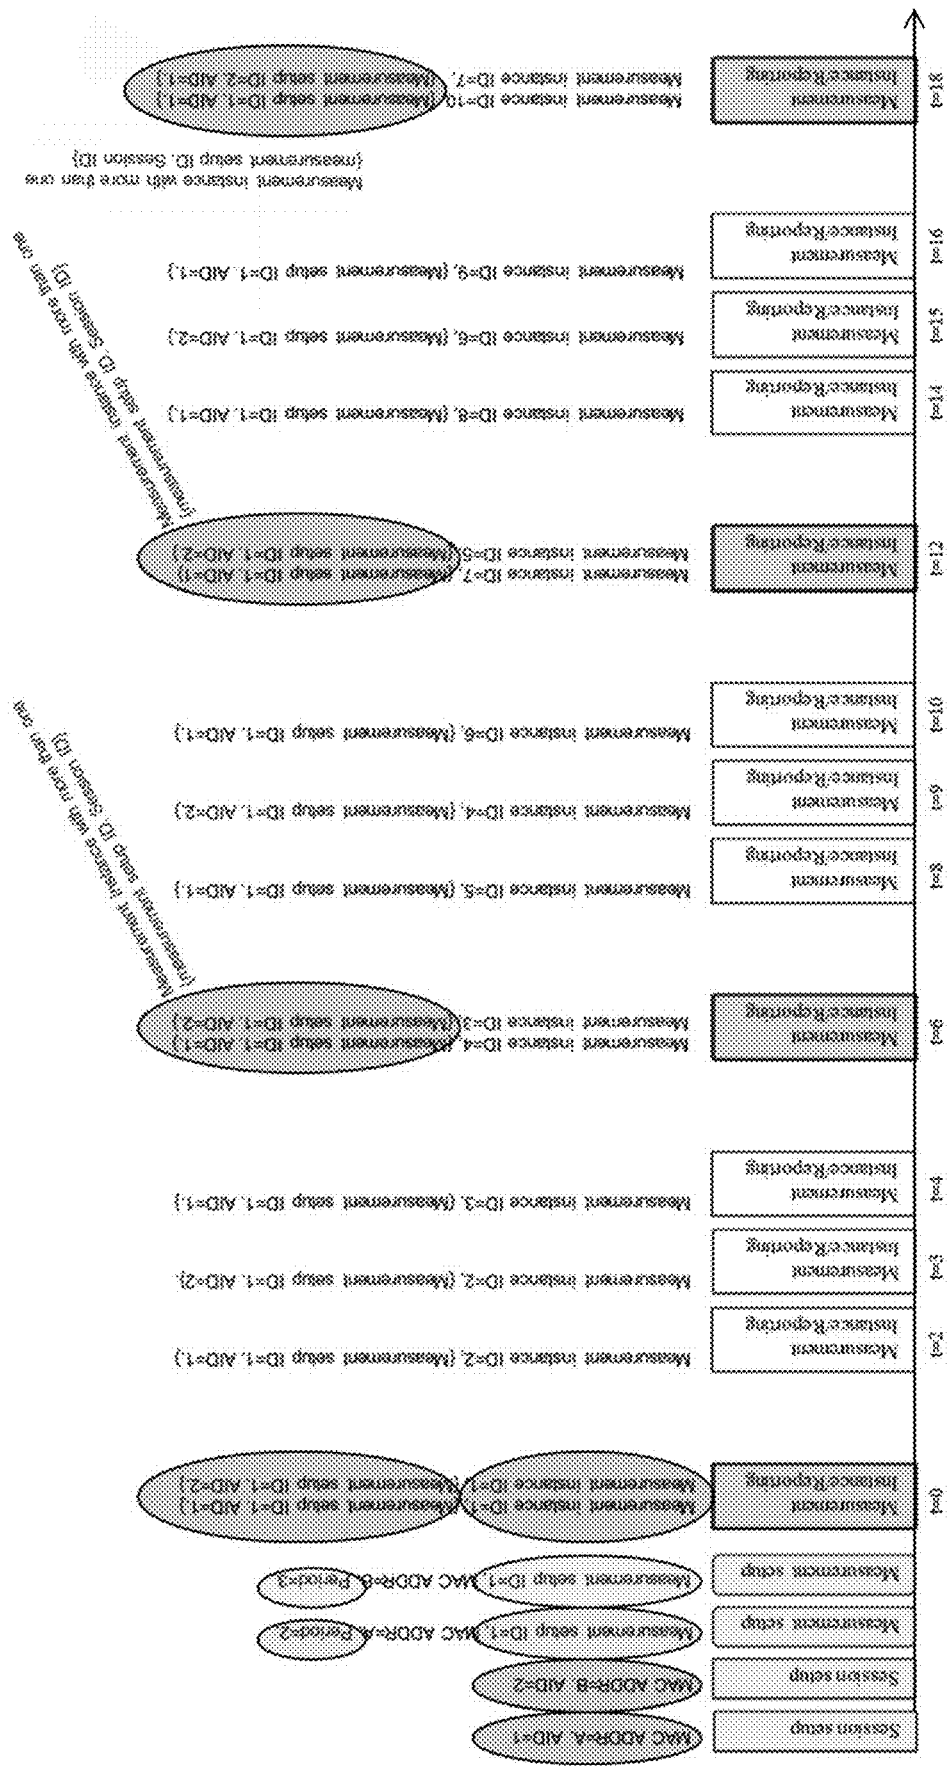 Session setup
MAC ADDR=A. AID=1
Session setup
MAC ADDR=B. AID=2
Measurement setup
Measurement setup ID=1, MAC ADDR=A, Period=2
Measurement setup
Measurement setup ID=1, MAC ADDR=B, Period=3
t=0
Measurement
Instance/Reporting
Measurement instance ID=1, {Measurement setup ID=1. AID=1.}
Measurement instance ID=1, {Measurement setup ID=1. AID=2.}
t=2
Measurement
Instance/Reporting
Measurement instance ID=2, {Measurement setup ID=1. AID=1.}
t=3
Measurement
Instance/Reporting
Measurement instance ID=2, {Measurement setup ID=1. AID=2}.
t=4
Measurement
Instance/Reporting
Measurement instance ID=3, {Measurement setup ID=1. AID=1.}
t=6
Measurement
Instance/Reporting
Measurement instance ID=4, {Measurement setup ID=1. AID=1.}
Measurement instance ID=3, {Measurement setup ID=1. AID=2.}
Measurement instance with more than one
{measurement setup ID. Session ID}
t=8
Measurement
Instance/Reporting
Measurement instance ID=5, {Measurement setup ID=1. AID=1.}
t=9
Measurement
Instance/Reporting
Measurement instance ID=4, {Measurement setup ID=1. AID=2.}
t=10
Measurement
Instance/Reporting
Measurement instance ID=6, {Measurement setup ID=1. AID=1.}
t=12
Measurement
Instance/Reporting
Measurement instance ID=7, {Measurement setup ID=1. AID=1}
Measurement instance ID=5, {Measurement setup ID=1. AID=2.}
Measurement instance with more than one
{measurement setup ID. Session ID}
t=14
Measurement
Instance/Reporting
Measurement instance ID=8, {Measurement setup ID=1. AID=1.}
t=15
Measurement
Instance/Reporting
Measurement instance ID=6, {Measurement setup ID=1. AID=2.}
t=16
Measurement
Instance/Reporting
Measurement instance ID=9, {Measurement setup ID=1. AID=1.}
Measurement instance with more than one
{measurement setup ID. Session ID}
t=18
Measurement
Instance/Reporting
Measurement instance ID=10, {Measurement setup ID=1. AID=1.}
Measurement instance ID=7, {Measurement setup ID=2. AID=1.}